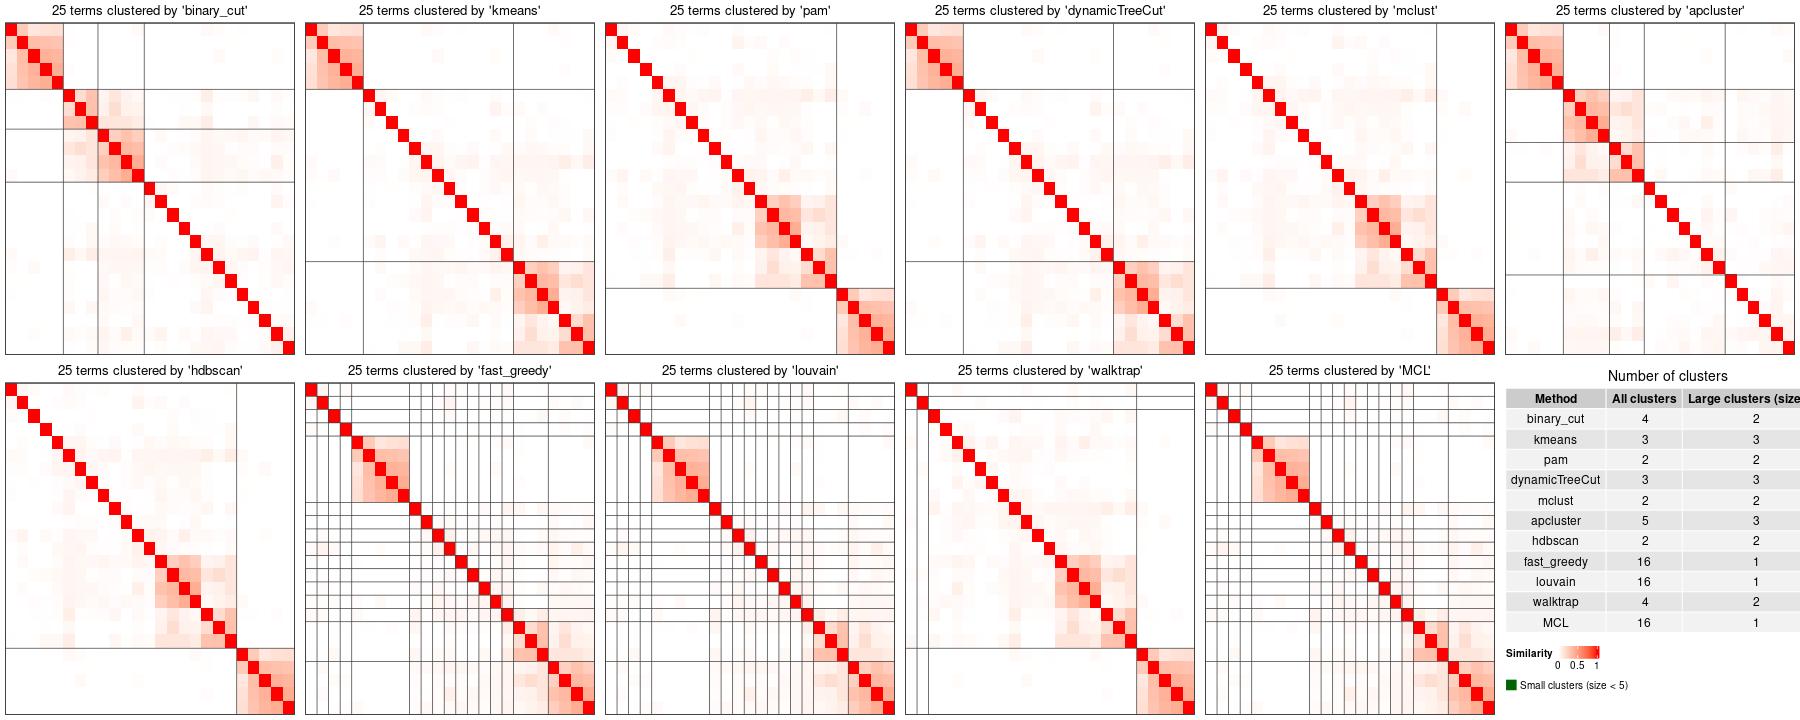 25 terms clustered by 'binary_cut'
25 terms clustered by 'kmeans'
25 terms clustered by 'pam'
25 terms clustered by 'dynamicTreeCut'
25 terms clustered by 'mclust'
25 terms clustered by 'apcluster'
25 terms clustered by 'hdbscan'
25 terms clustered by 'fast_greedy'
25 terms clustered by 'louvain'
25 terms clustered by 'walktrap'
25 terms clustered by 'MCL'
Number of clusters
Method All clusters Large clusters (size
binary_cut 4 2
kmeans 3 3
pam 2 2
dynamicTreeCut 3 3
mclust 2 2
apcluster 5 3
hdbscan 2 2
fast_greedy 16 1
louvain 16 1
walktrap 4 2
MCL 16 1
Similarity
0 0.5 1
Small clusters (size < 5)